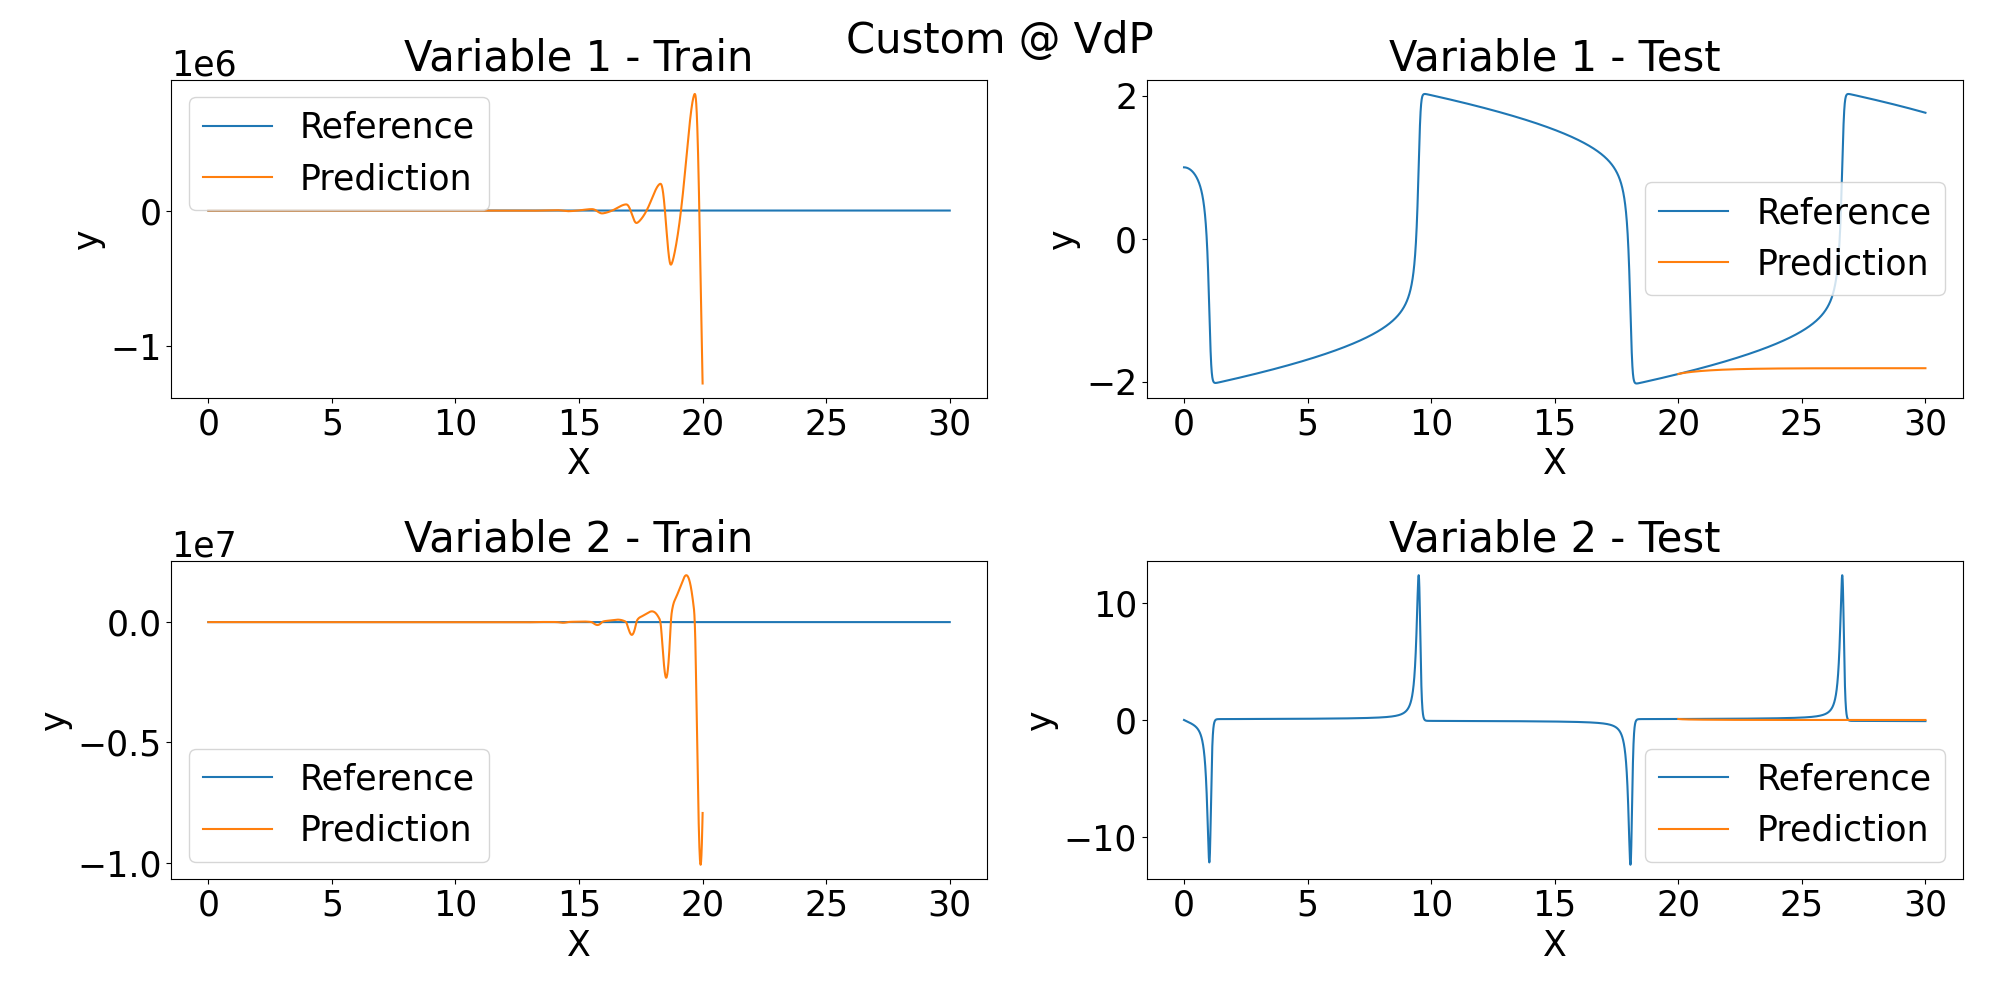 Custom @ VdP
Variable 1 - Train
1e6
Reference
Prediction
0
−1
y
0 5 10 15 20 25 30
X
Variable 1 - Test
2
0
−2
y
Reference
Prediction
0 5 10 15 20 25 30
X
Variable 2 - Train
1e7
0.0
−0.5
−1.0
y
Reference
Prediction
0 5 10 15 20 25 30
X
Variable 2 - Test
10
0
−10
y
Reference
Prediction
0 5 10 15 20 25 30
X